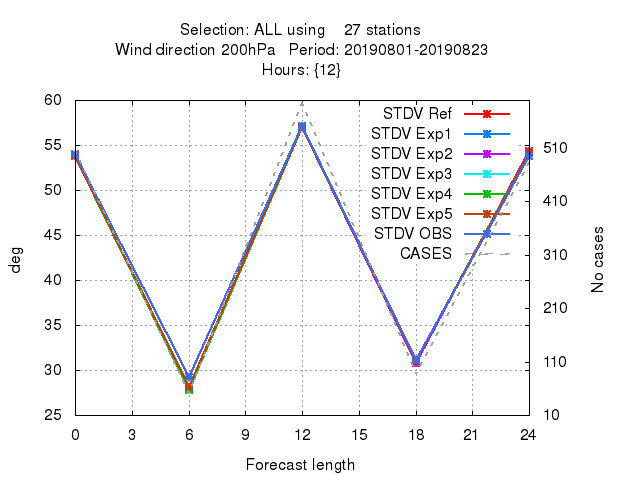 Selection: ALL using 27 stations
Wind direction 200hPa Period: 20190801-20190823
Hours: {12}
STDV Ref
STDV Exp1
STDV Exp2
STDV Exp3
STDV Exp4
STDV Exp5
STDV OBS
CASES
60
55
50
45
40
35
30
25
deg
510
410
310
210
110
10
No cases
0 3 6 9 12 15 18 21 24
Forecast length